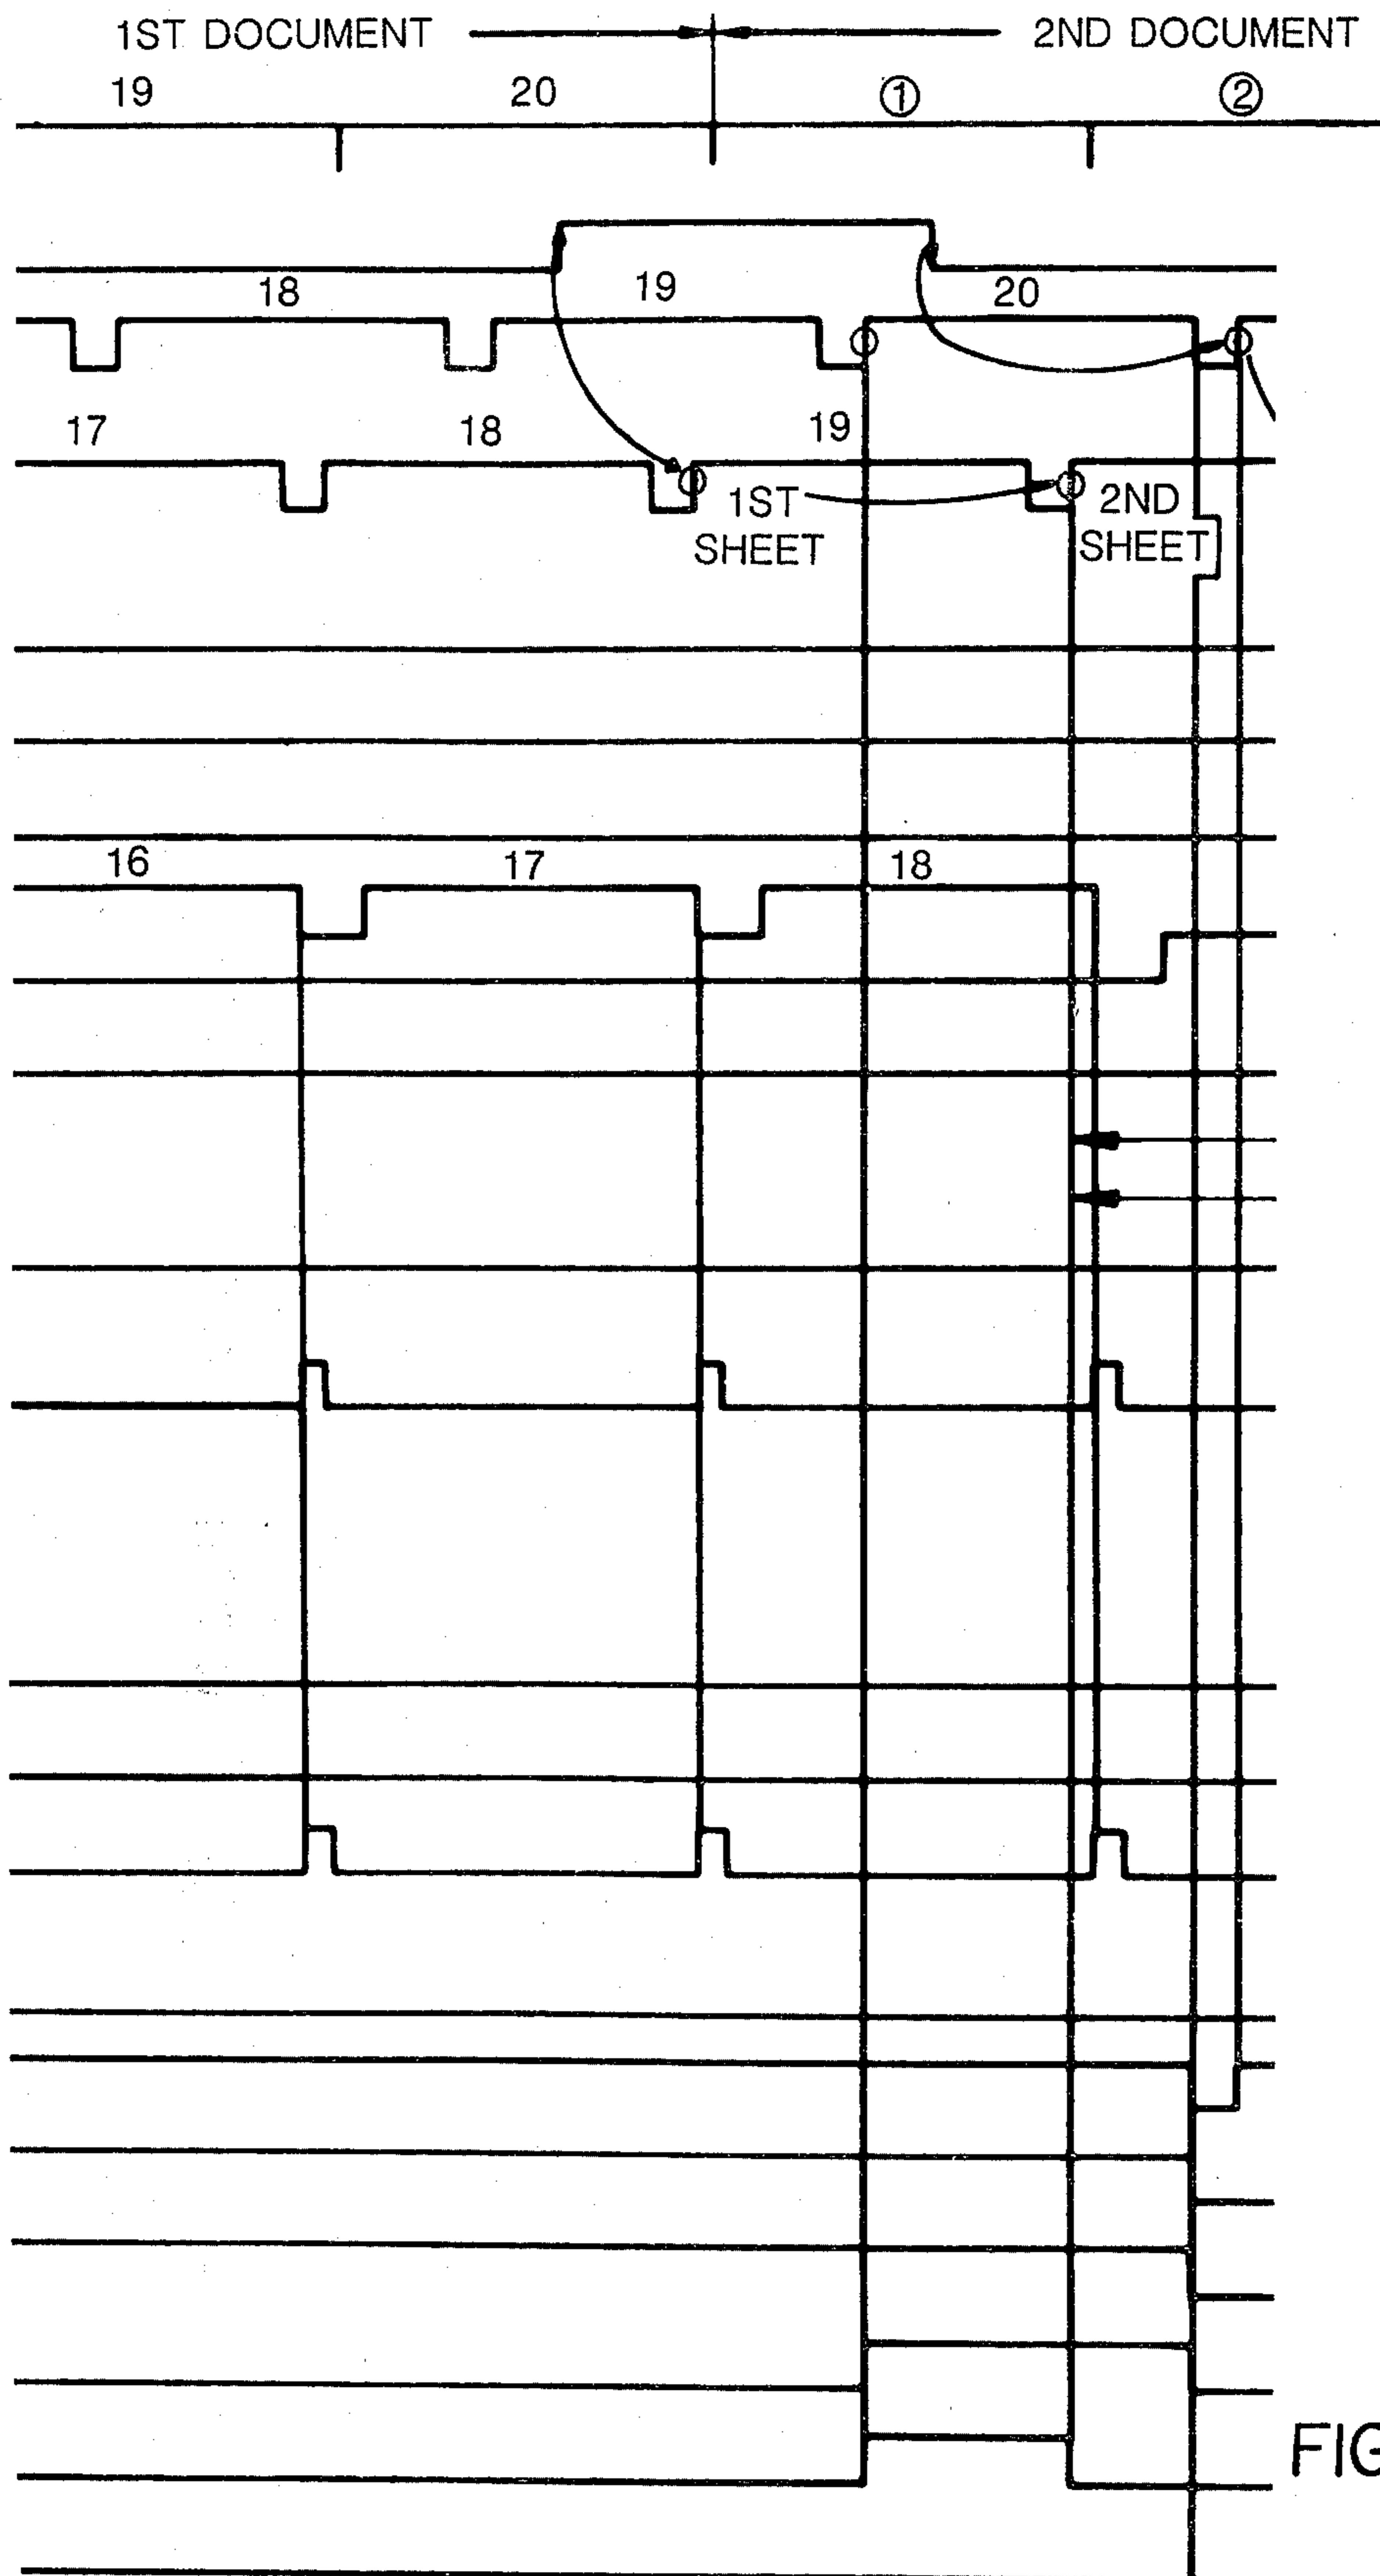 1ST DOCUMENT 2ND DOCUMENT
19 20 ① ②
18 19 20
17 18 19
1ST SHEET
2ND SHEET
16 17 18
FIG